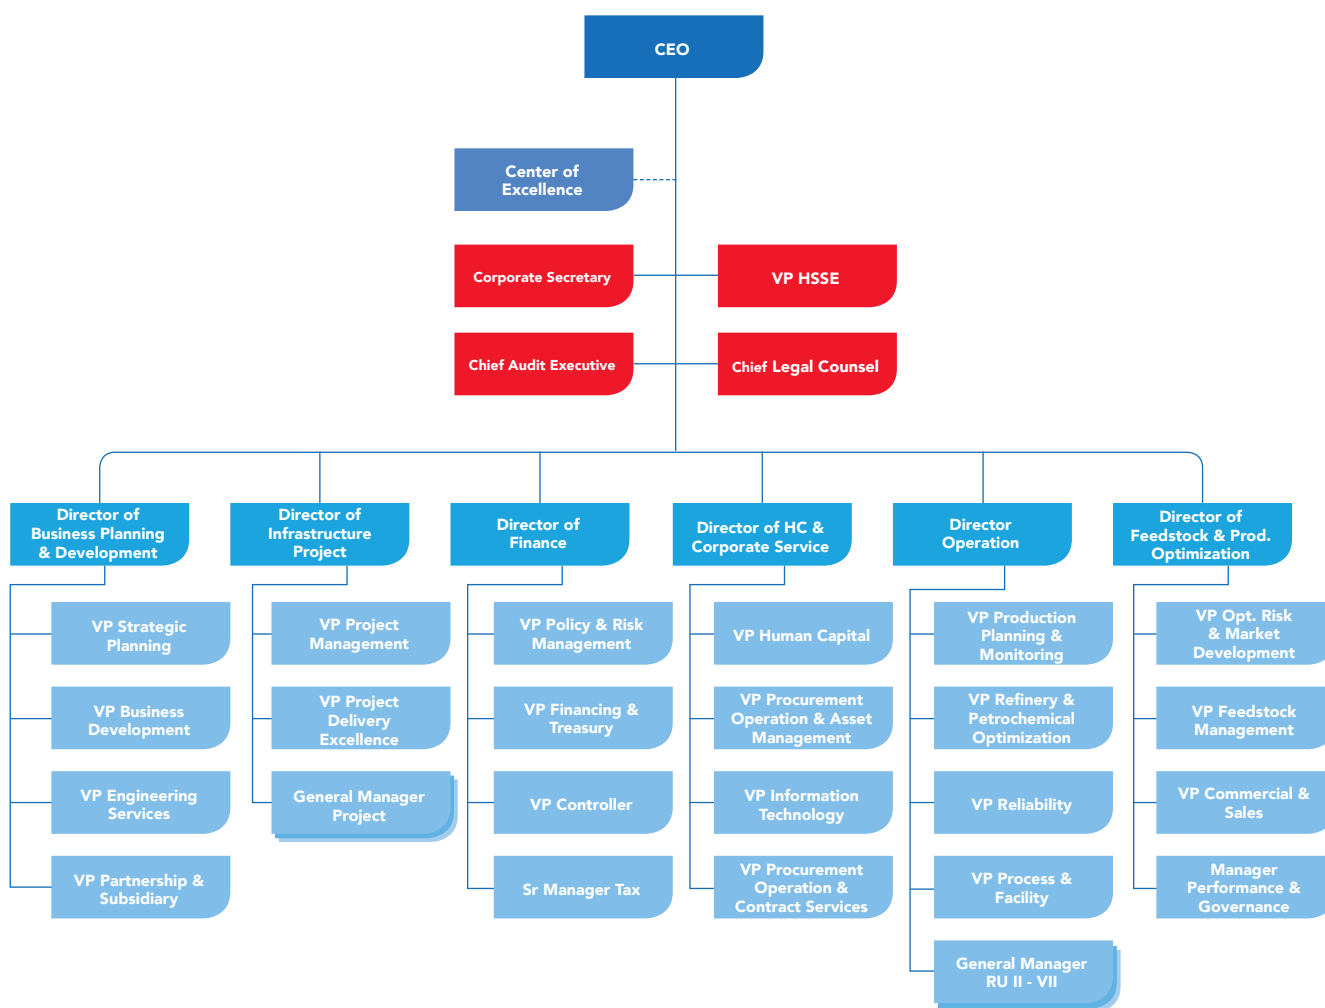 CEO
Center of
Excellence
Corporate Secretary
VP HSSE
Chief Audit Executive
Chief Legal Counsel
Director of
Business Planning
& Development
Director of
Infrastructure
Project
Director of
Finance
Director of HC &
Corporate Service
Director
Operation
Director of
Feedstock & Prod.
Optimization
VP Strategic
Planning
VP Business
Development
VP Engineering
Services
VP Partnership &
Subsidiary
VP Project
Management
VP Project
Delivery
Excellence
General Manager
Project
VP Policy & Risk
Management
VP Financing &
Treasury
VP Controller
Sr Manager Tax
VP Human Capital
VP Procurement
Operation & Asset
Management
VP Information
Technology
VP Procurement
Operation &
Contract Services
VP Production
Planning &
Monitoring
VP Refinery &
Petrochemical
Optimization
VP Reliability
VP Process &
Facility
General Manager
RU II - VII
VP Opt. Risk
& Market
Development
VP Feedstock
Management
VP Commercial &
Sales
Manager
Performance &
Governance